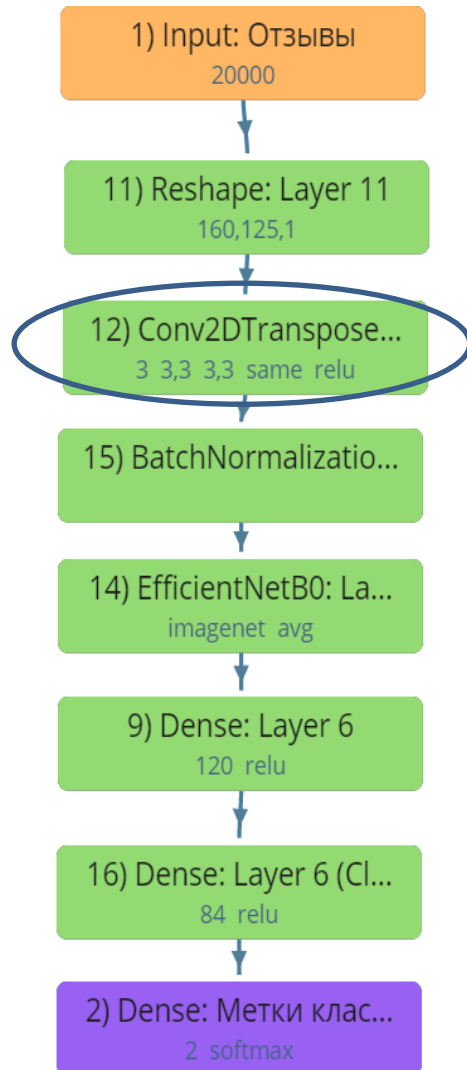 1) Input: Отзывы
20000
11) Reshape: Layer 11
160,125,1
12) Conv2DTranspose...
3 3,3 3,3 same relu
15) BatchNormalizatio...
14) EfficientNetB0: La...
imagenet avg
9) Dense: Layer 6
120 relu
16) Dense: Layer 6 (Cl...
84 relu
2) Dense: Метки клас...
2 softmax